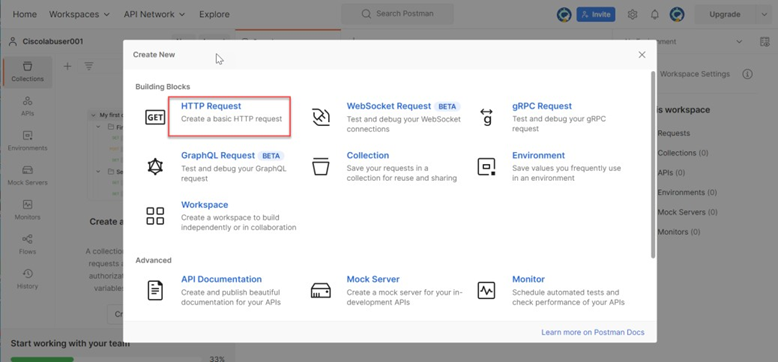 Home Workspaces API Network Explore Search Postman Invite Upgrade
Ciscolabuser001
Workspace Settings
Create New
Collections
APIs
Environments
Mock Servers
Monitors
Flows
History
My first
Create a
A collection
requests a
authorizat
variables
Building Blocks
GET
HTTP Request
Create a basic HTTP request
WebSocket Request BETA
Test and debug your WebSocket
connections
g
gRPC Request
Test and debug your gRPC
request
GraphQL Request BETA
Test and debug your GraphQL
request
Collection
Save your requests in a
collection for reuse and sharing
Environment
Save values you frequently use
in an environment
Workspace
Create a workspace to build
independently or in collaboration
Advanced
API Documentation
Create and publish beautiful
documentation for your APIs
Mock Server
Create a mock server for your in-
development APIs
Monitor
Schedule automated tests and
check performance of your APIs
Learn more on Postman Docs
is workspace
Requests (0)
Collections (0)
APIs (0)
Environments (0)
Mock Servers (0)
Monitors (0)
Start working with your team
33%